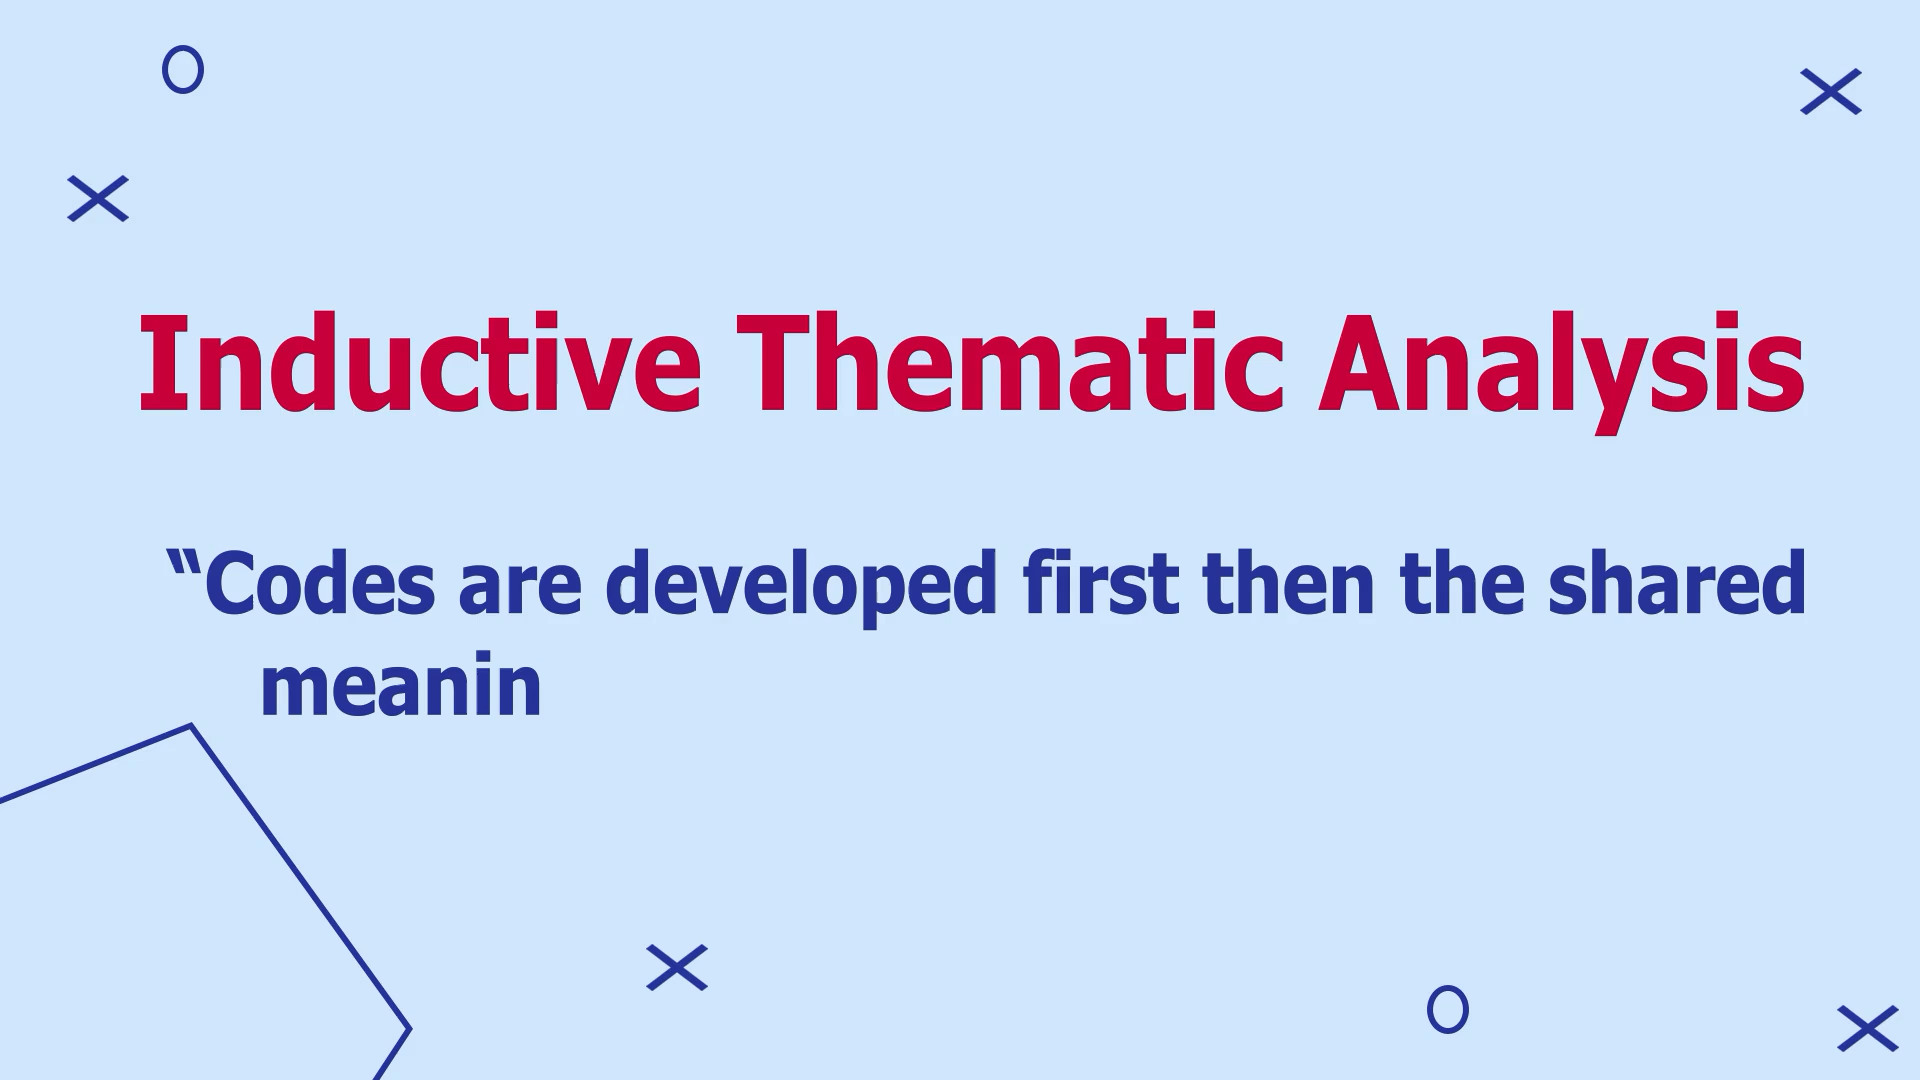 Inductive Thematic Analysis
“Codes are developed first then the shared
meanin